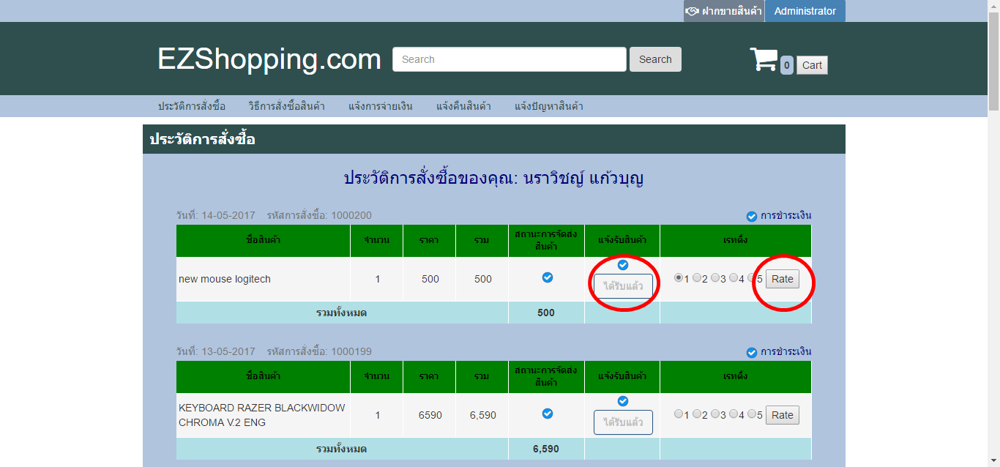 ฝากขายสินค้า Administrator
EZShopping.com Search Search 0 Cart
ประวัติการสั่งซื้อ วิธีการสั่งซื้อสินค้า แจ้งการจ่ายเงิน แจ้งคืนสินค้า แจ้งปัญหาสินค้า
ประวัติการสั่งซื้อ
ประวัติการสั่งซื้อของคุณ: นราวิชญ์ แก้วบุญ
วันที่: 14-05-2017 รหัสการสั่งซื้อ: 1000200 การชำระเงิน
ชื่อสินค้า จำนวน ราคา รวม สถานะการจัดส่ง แจ้งรับสินค้า เรทติ้ง
สินค้า
new mouse logitech 1 500 500 ได้รับแล้ว 1 2 3 4 5 Rate
รวมทั้งหมด 500
วันที่: 13-05-2017 รหัสการสั่งซื้อ: 1000199 การชำระเงิน
ชื่อสินค้า จำนวน ราคา รวม สถานะการจัดส่ง แจ้งรับสินค้า เรทติ้ง
สินค้า
KEYBOARD RAZER BLACKWIDOW
CHROMA V.2 ENG 1 6590 6,590 ได้รับแล้ว 1 2 3 4 5 Rate
รวมทั้งหมด 6,590